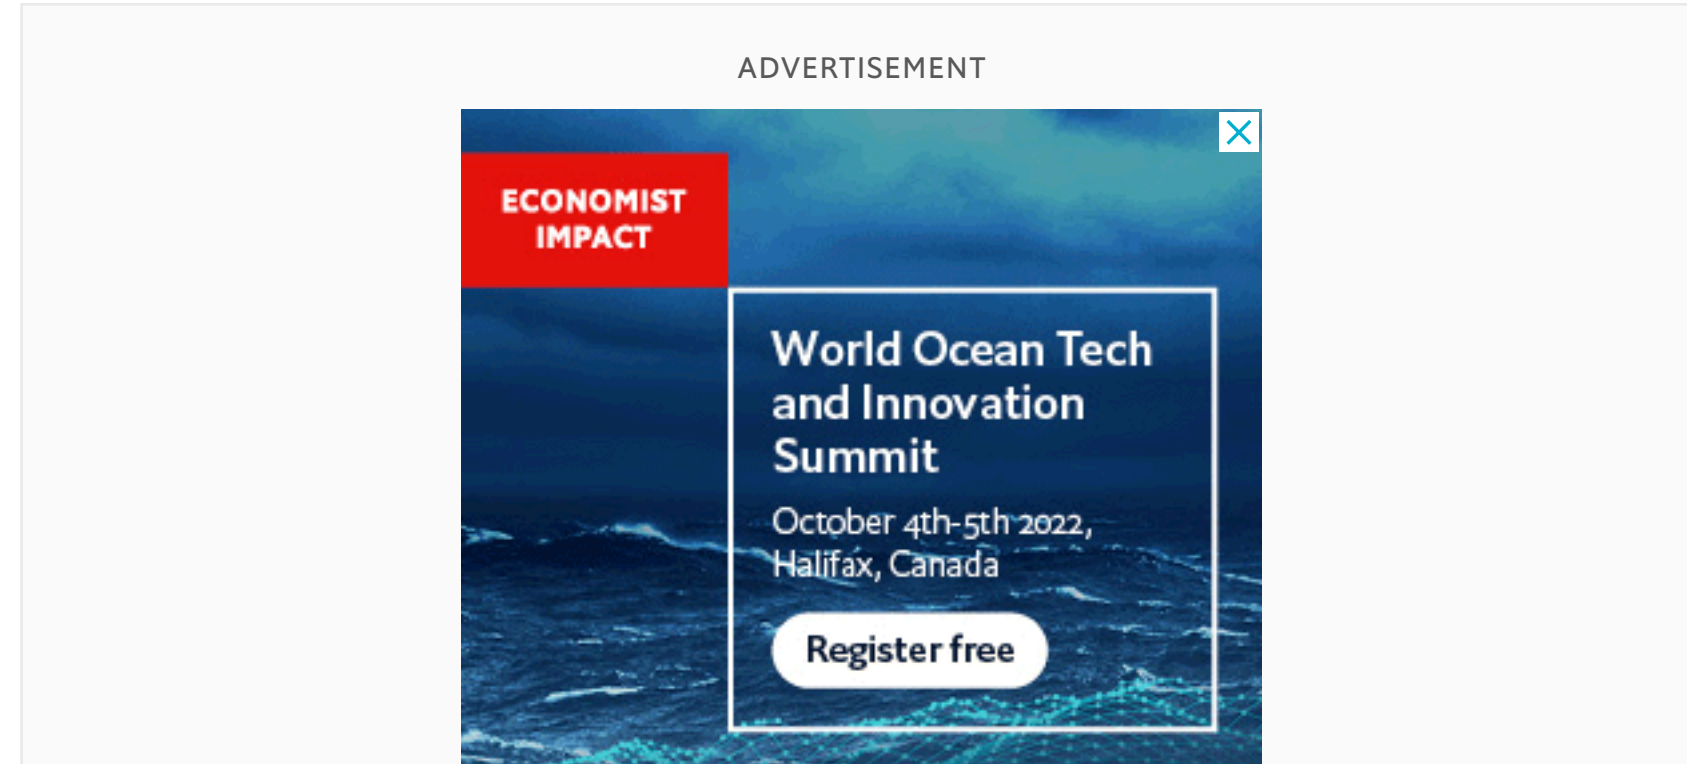 ADVERTISEMENT
ECONOMIST
IMPACT
World Ocean Tech
and Innovation
Summit
October 4th-5th 2022,
Halifax, Canada
Register free